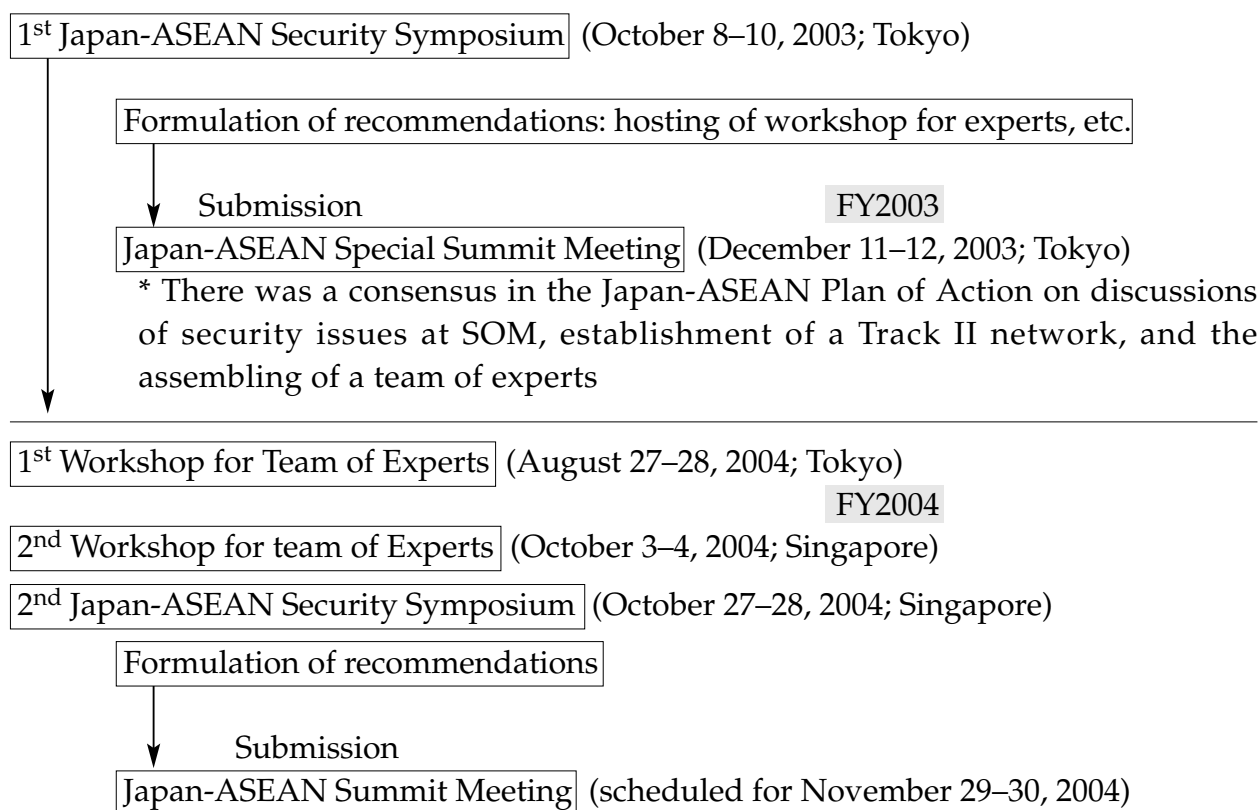 1st Japan-ASEAN Security Symposium (October 8–10, 2003; Tokyo)
Formulation of recommendations: hosting of workshop for experts, etc.
Submission FY2003
Japan-ASEAN Special Summit Meeting (December 11–12, 2003; Tokyo)
* There was a consensus in the Japan-ASEAN Plan of Action on discussions
of security issues at SOM, establishment of a Track II network, and the
assembling of a team of experts
1st Workshop for Team of Experts (August 27–28, 2004; Tokyo)
FY2004
2nd Workshop for team of Experts (October 3–4, 2004; Singapore)
2nd Japan-ASEAN Security Symposium (October 27–28, 2004; Singapore)
Formulation of recommendations
Submission
Japan-ASEAN Summit Meeting (scheduled for November 29–30, 2004)